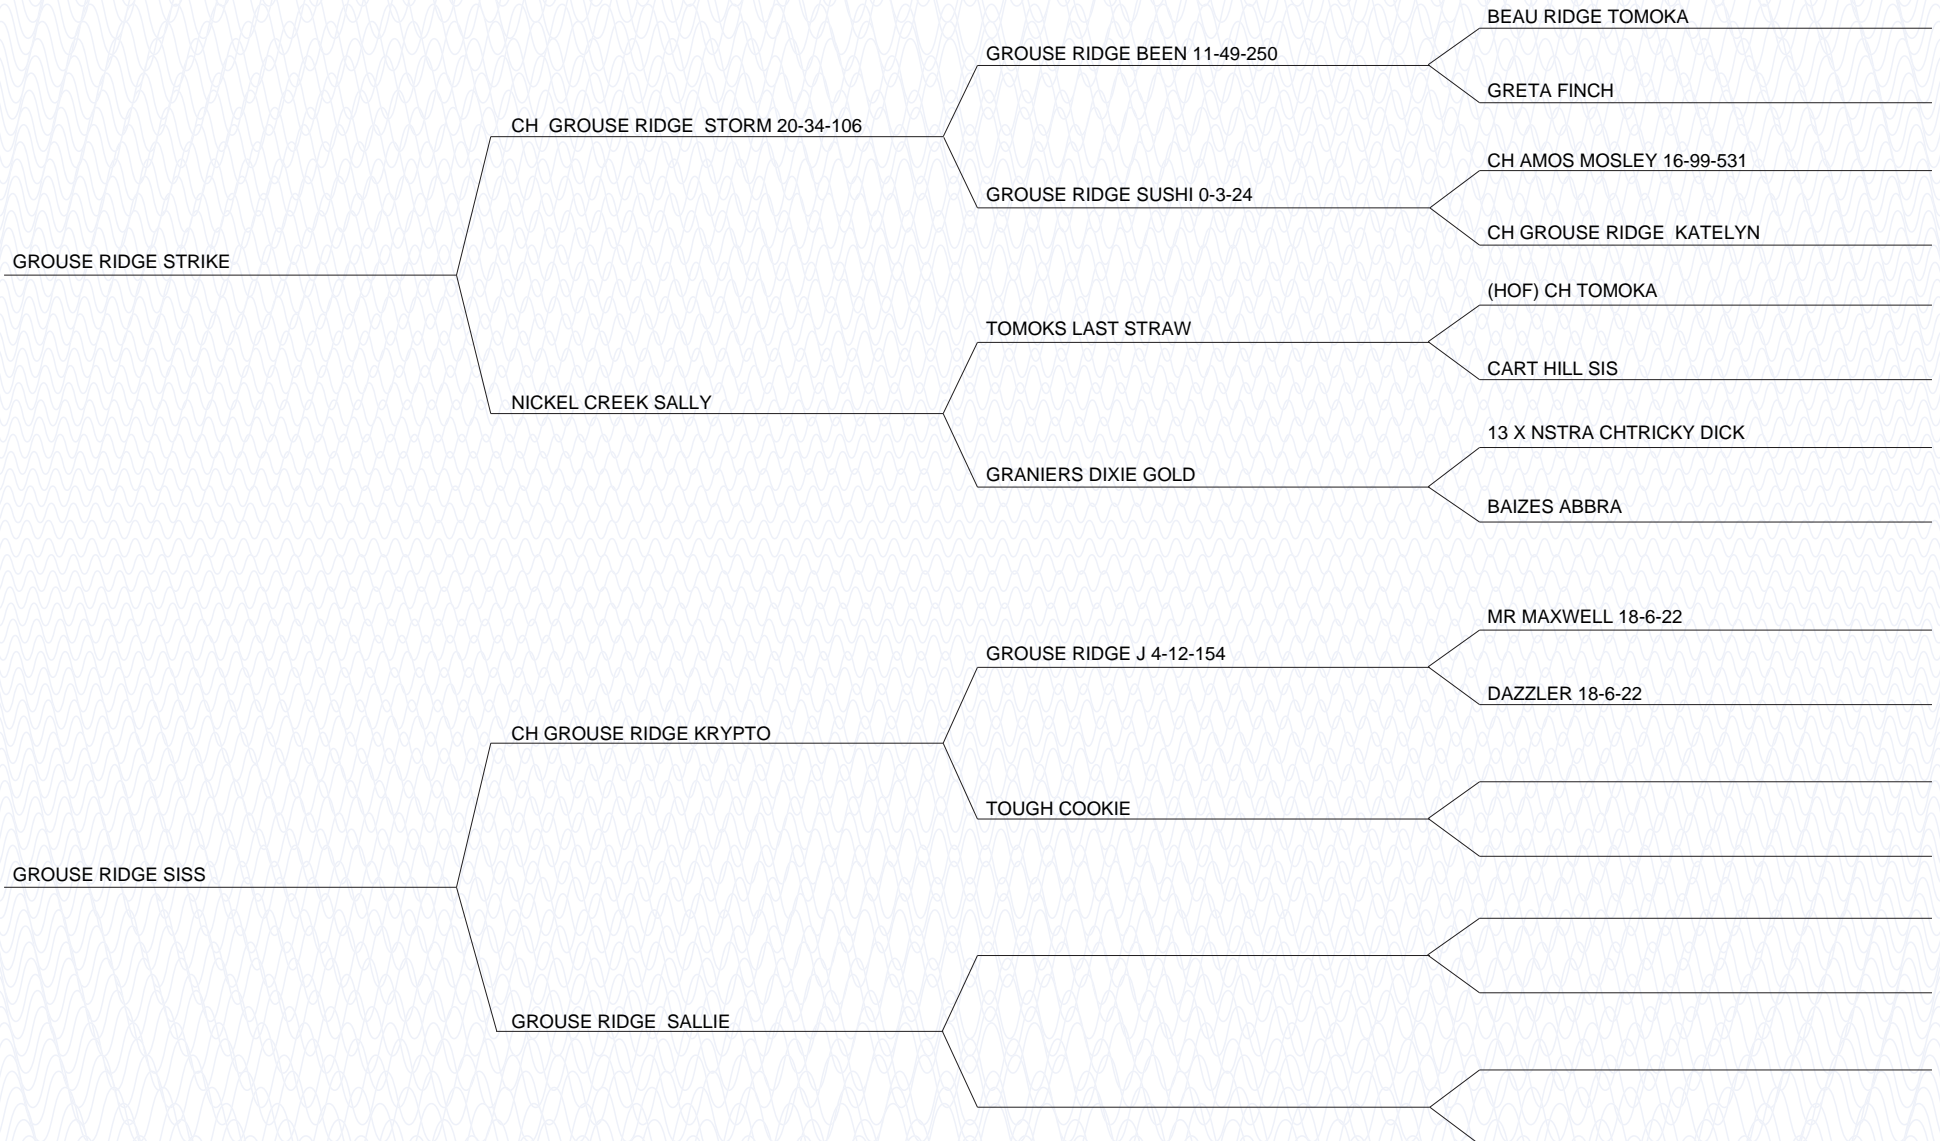 BEAU RIDGE TOMOKA
GROUSE RIDGE BEEN 11-49-250
GRETA FINCH
CH  GROUSE RIDGE  STORM 20-34-106
CH AMOS MOSLEY 16-99-531
GROUSE RIDGE SUSHI 0-3-24
CH GROUSE RIDGE  KATELYN
GROUSE RIDGE STRIKE
(HOF) CH TOMOKA
TOMOKS LAST STRAW
CART HILL SIS
NICKEL CREEK SALLY
13 X NSTRA CHTRICKY DICK
GRANIERS DIXIE GOLD
BAIZES ABBRA
MR MAXWELL 18-6-22
GROUSE RIDGE J 4-12-154
DAZZLER 18-6-22
CH GROUSE RIDGE KRYPTO
TOUGH COOKIE
GROUSE RIDGE SISS
GROUSE RIDGE  SALLIE